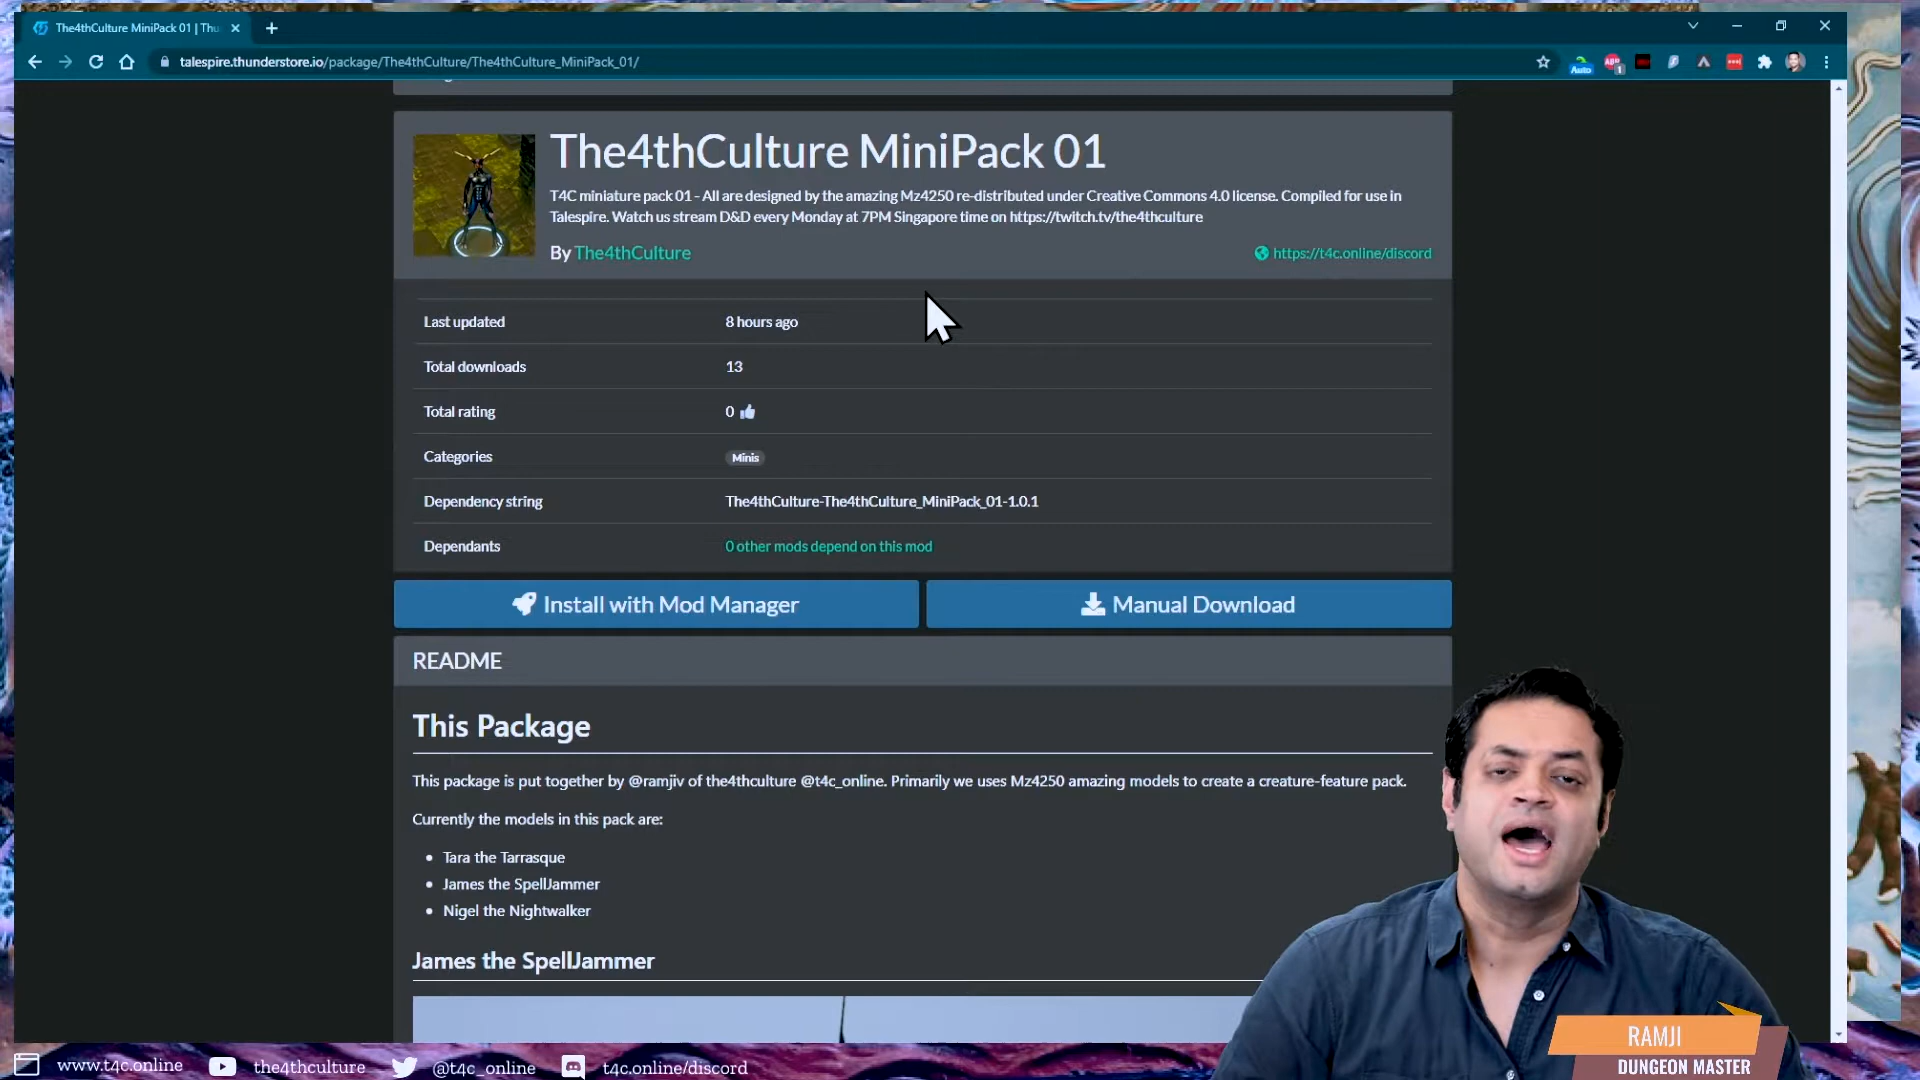 The4thCulture MiniPack 01 | Thu
talespire.thunderstore.io/package/The4thCulture/The4thCulture_MiniPack_01/
Auto
ABP
1
The4thCulture MiniPack 01
T4C miniature pack 01 - All are designed by the amazing Mz4250 re-distributed under Creative Commons 4.0 license. Compiled for use in
Talespire. Watch us stream D&D every Monday at 7PM Singapore time on https://twitch.tv/the4thculture
By The4thCulture
https://t4c.online/discord
Last updated 8 hours ago
Total downloads 13
Total rating 0
Categories Minis
Dependency string The4thCulture-The4thCulture_MiniPack_01-1.0.1
Dependants 0 other mods depend on this mod
Install with Mod Manager
Manual Download
README
This Package
This package is put together by @ramjiv of the4thculture @t4c_online. Primarily we uses Mz4250 amazing models to create a creature-feature pack.
Currently the models in this pack are:
• Tara the Tarrasque
• James the SpellJammer
• Nigel the Nightwalker
James the SpellJammer
RAMJI
DUNGEON MASTER
www.t4c.online the4thculture @t4c_online t4c.online/discord